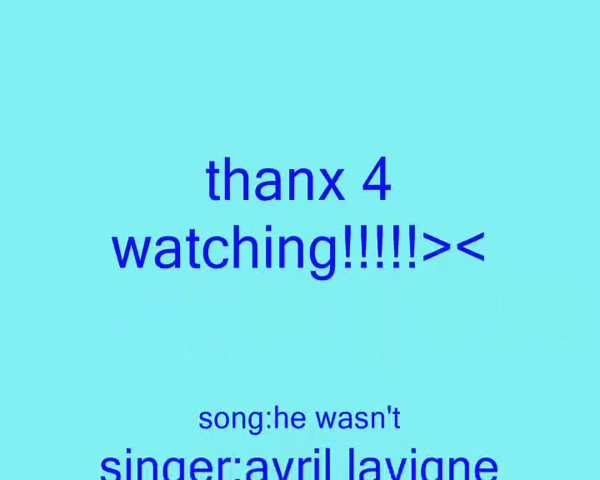 thanx 4
watching!!!!!><
song:he wasn't
singer:avril lavigne